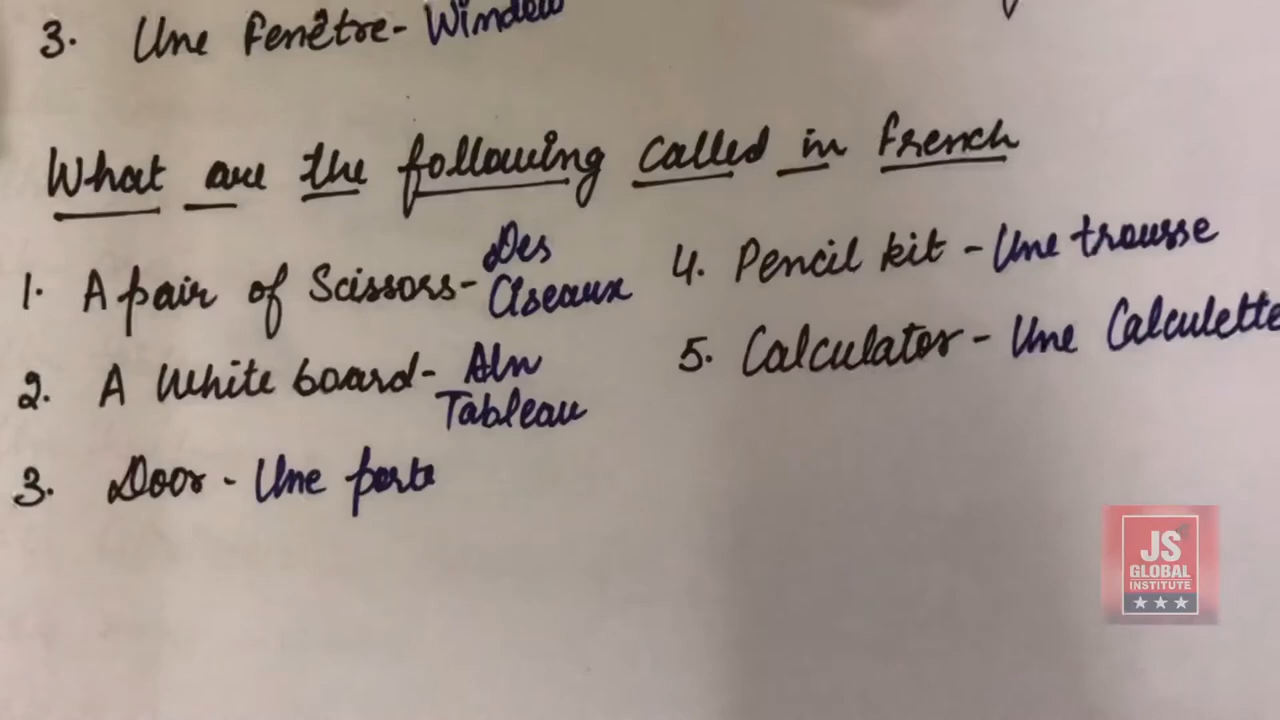 3. Une Fenêtre- Window
What are the following called in french
1. A pair of Scissors- Des
Ciseaux
2. A White board- Un
Tableau
3. Door - Une porte
4. Pencil kit - Une trousse
5. Calculator - Une Calculette
JS
GLOBAL
INSTITUTE